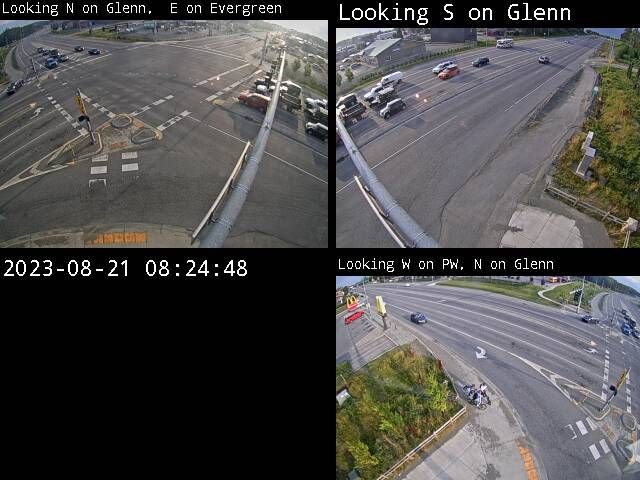 Looking N on Glenn,  E on Evergreen
Looking S on Glenn
2023-08-21 08:24:48
Looking W on PW, N on Glenn